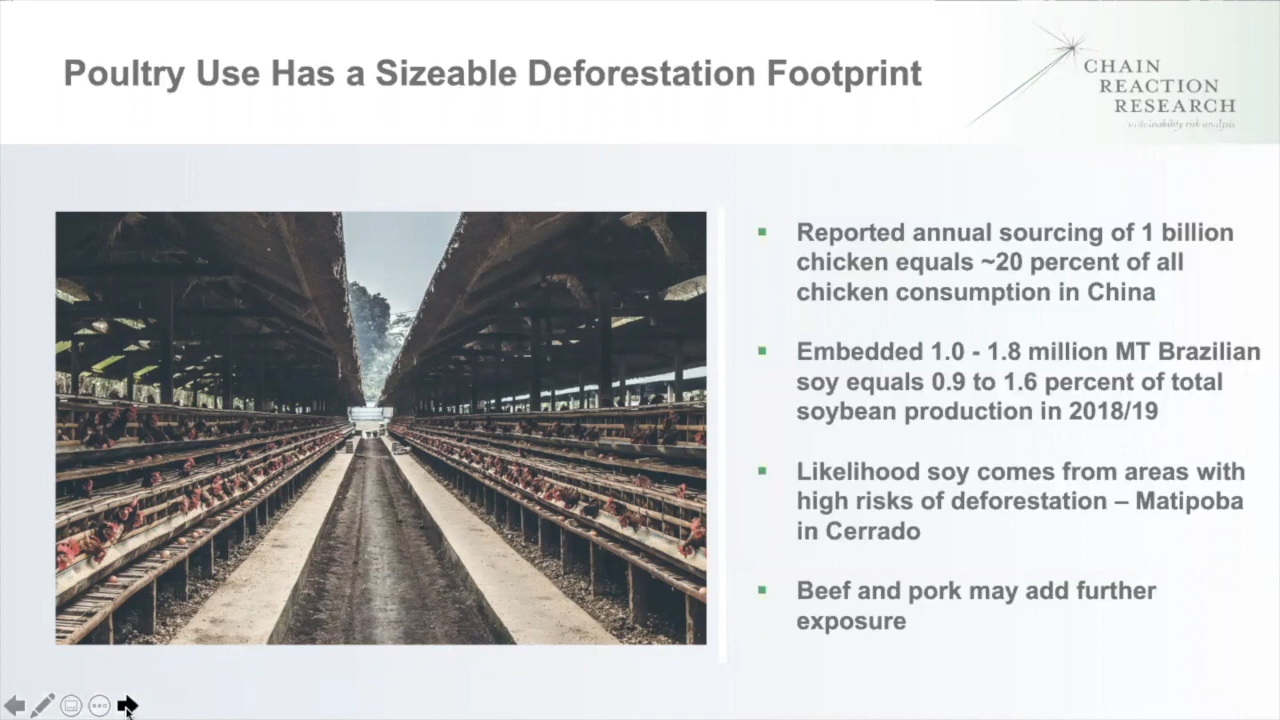 Poultry Use Has a Sizeable Deforestation Footprint
CHAIN
REACTION
RESEARCH
sustainability risk analysis
Reported annual sourcing of 1 billion
chicken equals ~20 percent of all
chicken consumption in China
Embedded 1.0 - 1.8 million MT Brazilian
soy equals 0.9 to 1.6 percent of total
soybean production in 2018/19
Likelihood soy comes from areas with
high risks of deforestation – Matipoba
in Cerrado
Beef and pork may add further
exposure